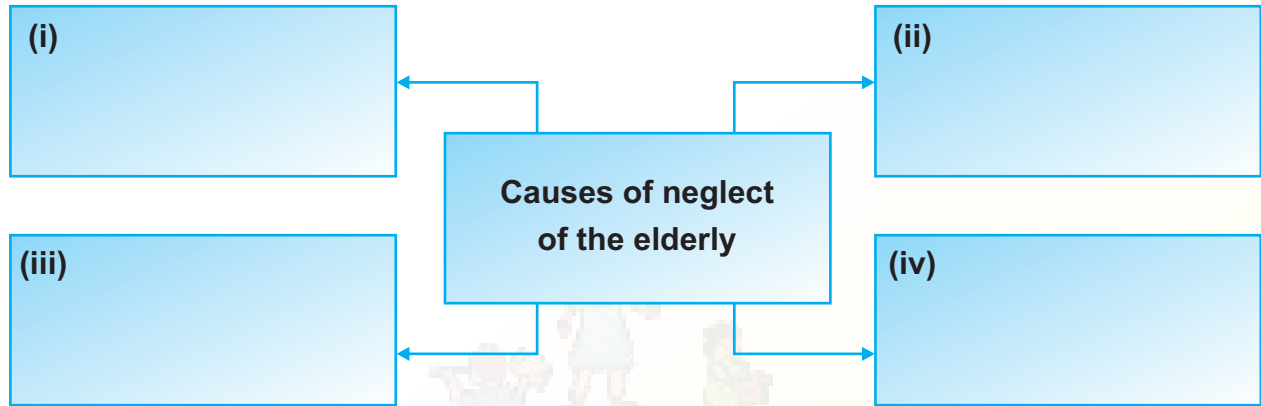 (i)
(ii)
Causes of neglect
of the elderly
(iii)
(iv)